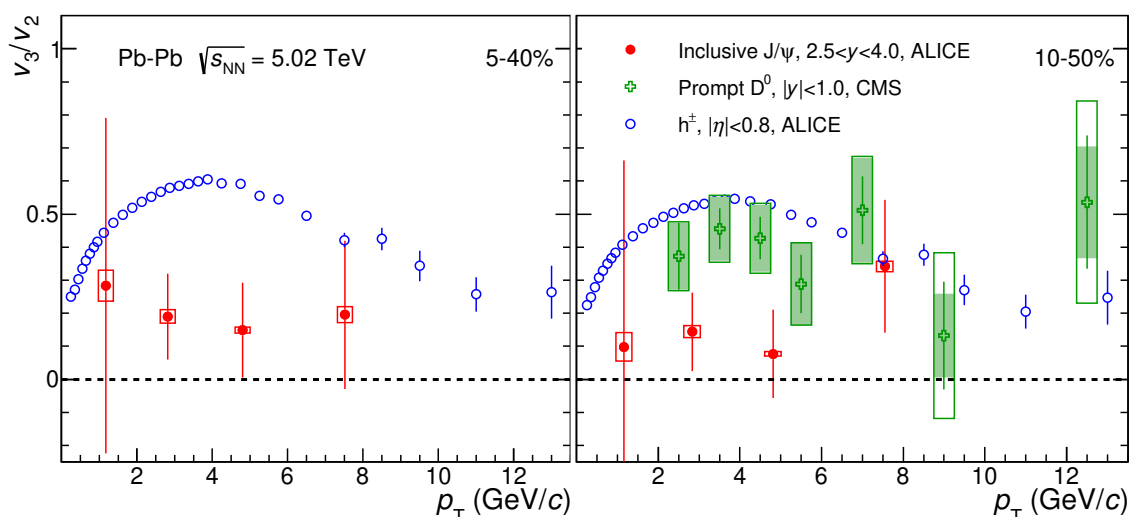 v₃/v₂
1
0.5
0
Pb-Pb √sNN = 5.02 TeV
5-40%
2 4 6 8 10 12
pT (GeV/c)
Inclusive J/ψ, 2.5<y<4.0, ALICE
10-50%
Prompt D⁰, |y|<1.0, CMS
h±, |η|<0.8, ALICE
2 4 6 8 10 12
pT (GeV/c)